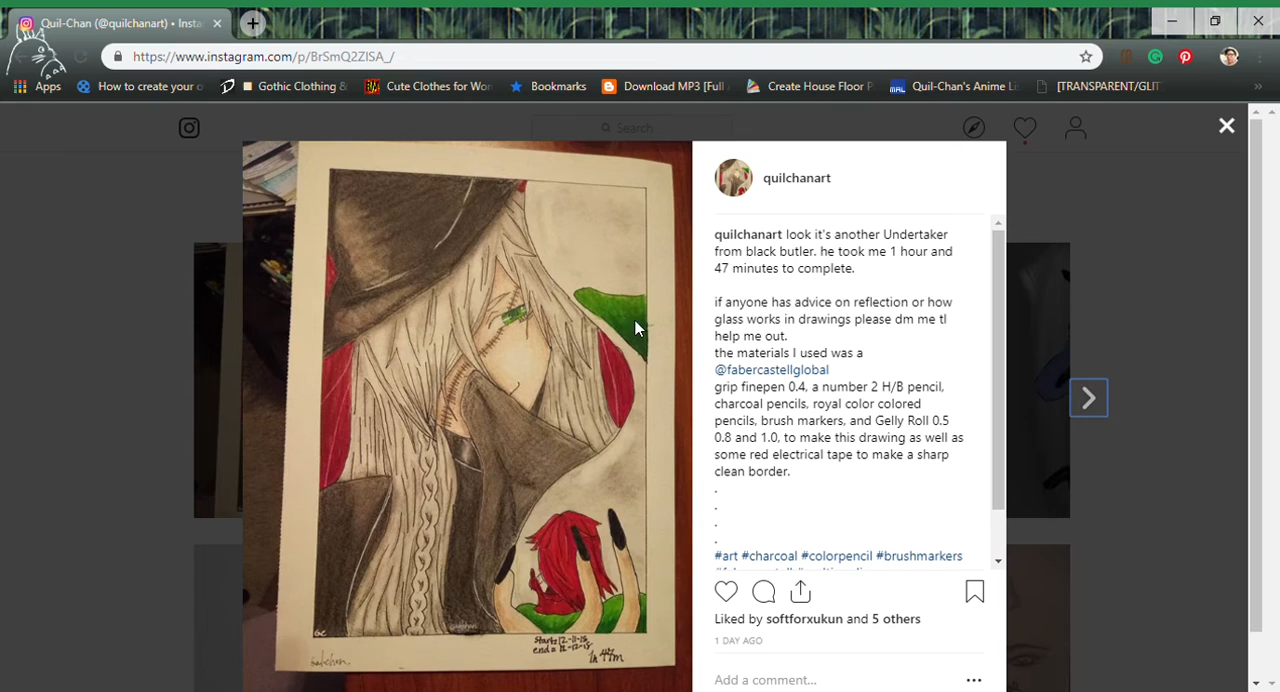 Quil-Chan (@quilchanart) • Insta
https://www.instagram.com/p/BrSmQ2ZlSA_/
Apps
How to create your o
Gothic Clothing &
Cute Clothes for Wor
Bookmarks
Download MP3 [Full
Create House Floor P
MAL
Quil-Chan's Anime Li
[TRANSPARENT/GLIT
»
Search
quilchanart
quilchanart look it's another Undertaker
from black butler. he took me 1 hour and
47 minutes to complete.
if anyone has advice on reflection or how
glass works in drawings please dm me tl
help me out.
the materials I used was a
@fabercastellglobal
grip finepen 0.4, a number 2 H/B pencil,
charcoal pencils, royal color colored
pencils, brush markers, and Gelly Roll 0.5
0.8 and 1.0, to make this drawing as well as
some red electrical tape to make a sharp
clean border.
.
.
.
.
#art #charcoal #colorpencil #brushmarkers
Liked by softforxukun and 5 others
1 DAY AGO
Add a comment...
1h 47m